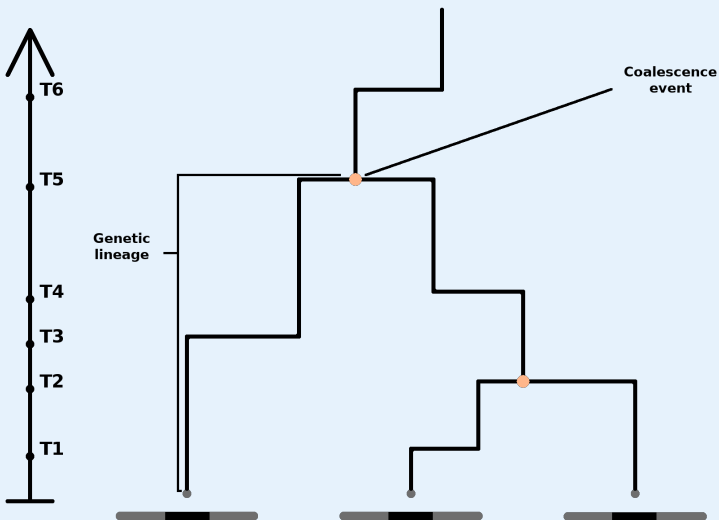 Coalescence
event
T6
T5
Genetic
lineage
T4
T3
T2
T1